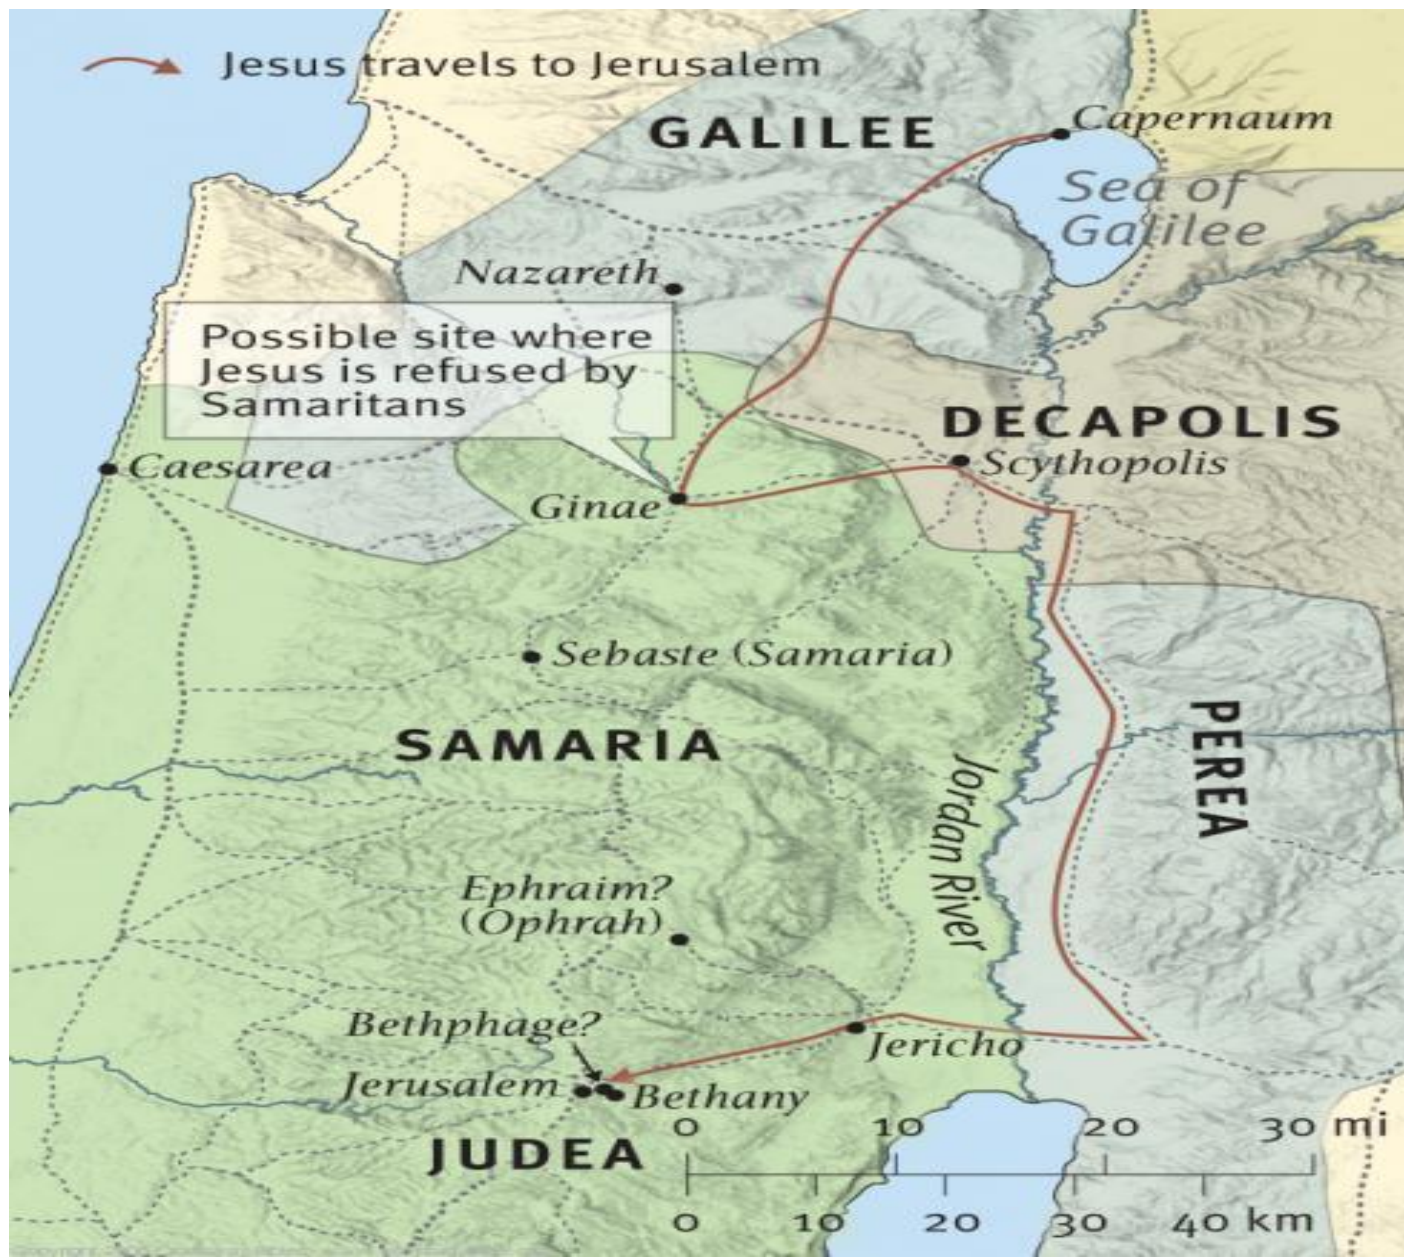 Jesus travels to Jerusalem
GALILEE
Capernaum
Sea of
Galilee
Nazareth
Possible site where
Jesus is refused by
Samaritans
DECAPOLIS
Caesarea
Scythopolis
Ginae
Sebaste (Samaria)
PEREA
SAMARIA
Jordan River
Ephraim?
(Ophrah)
Bethphage?
Jericho
Jerusalem
Bethany
JUDEA
0 10 20 30 mi
0 10 20 30 40 km